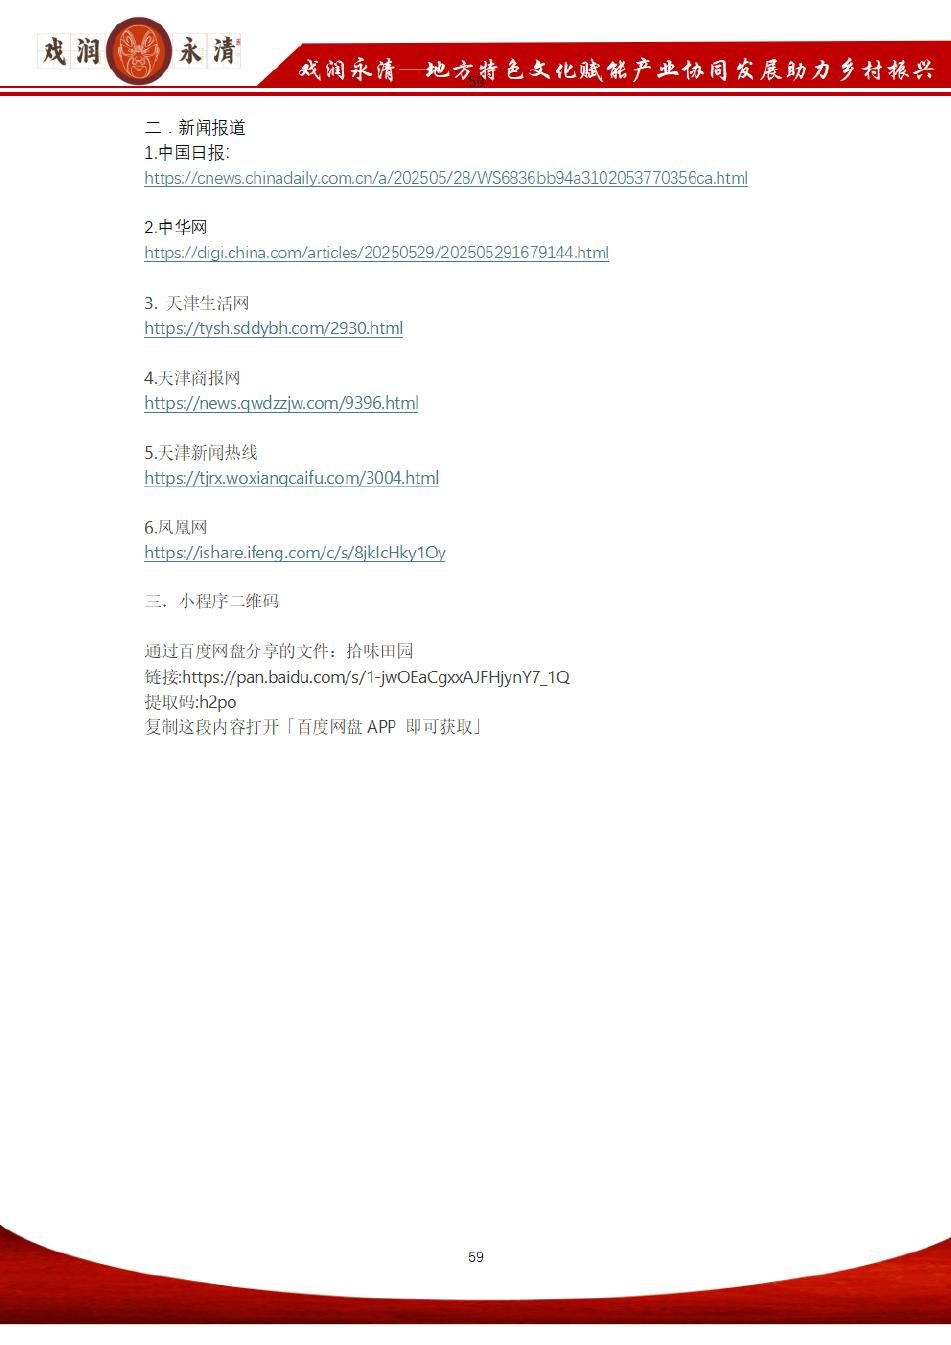 戏润永清
戏润永清—地方特色文化赋能产业协同发展助力乡村振兴
59
二．新闻报道
1.中国日报：
https://cnews.chinadaily.com.cn/a/202505/28/WS6836bb94a3102053770356ca.html
2.中华网
https://digi.china.com/articles/20250529/202505291679144.html
3. 天津生活网
https://tysh.sddybh.com/2930.html
4.天津商报网
https://news.qwdzzjw.com/9396.html
5.天津新闻热线
https://tjrx.woxiangcaifu.com/3004.html
6.凤凰网
https://ishare.ifeng.com/c/s/8jkIcHky1Oy
三．小程序二维码
通过百度网盘分享的文件：拾味田园
链接:https://pan.baidu.com/s/1-jwOEaCgxxAJFHjynY7_1Q
提取码:h2po
复制这段内容打开「百度网盘 APP 即可获取」
59